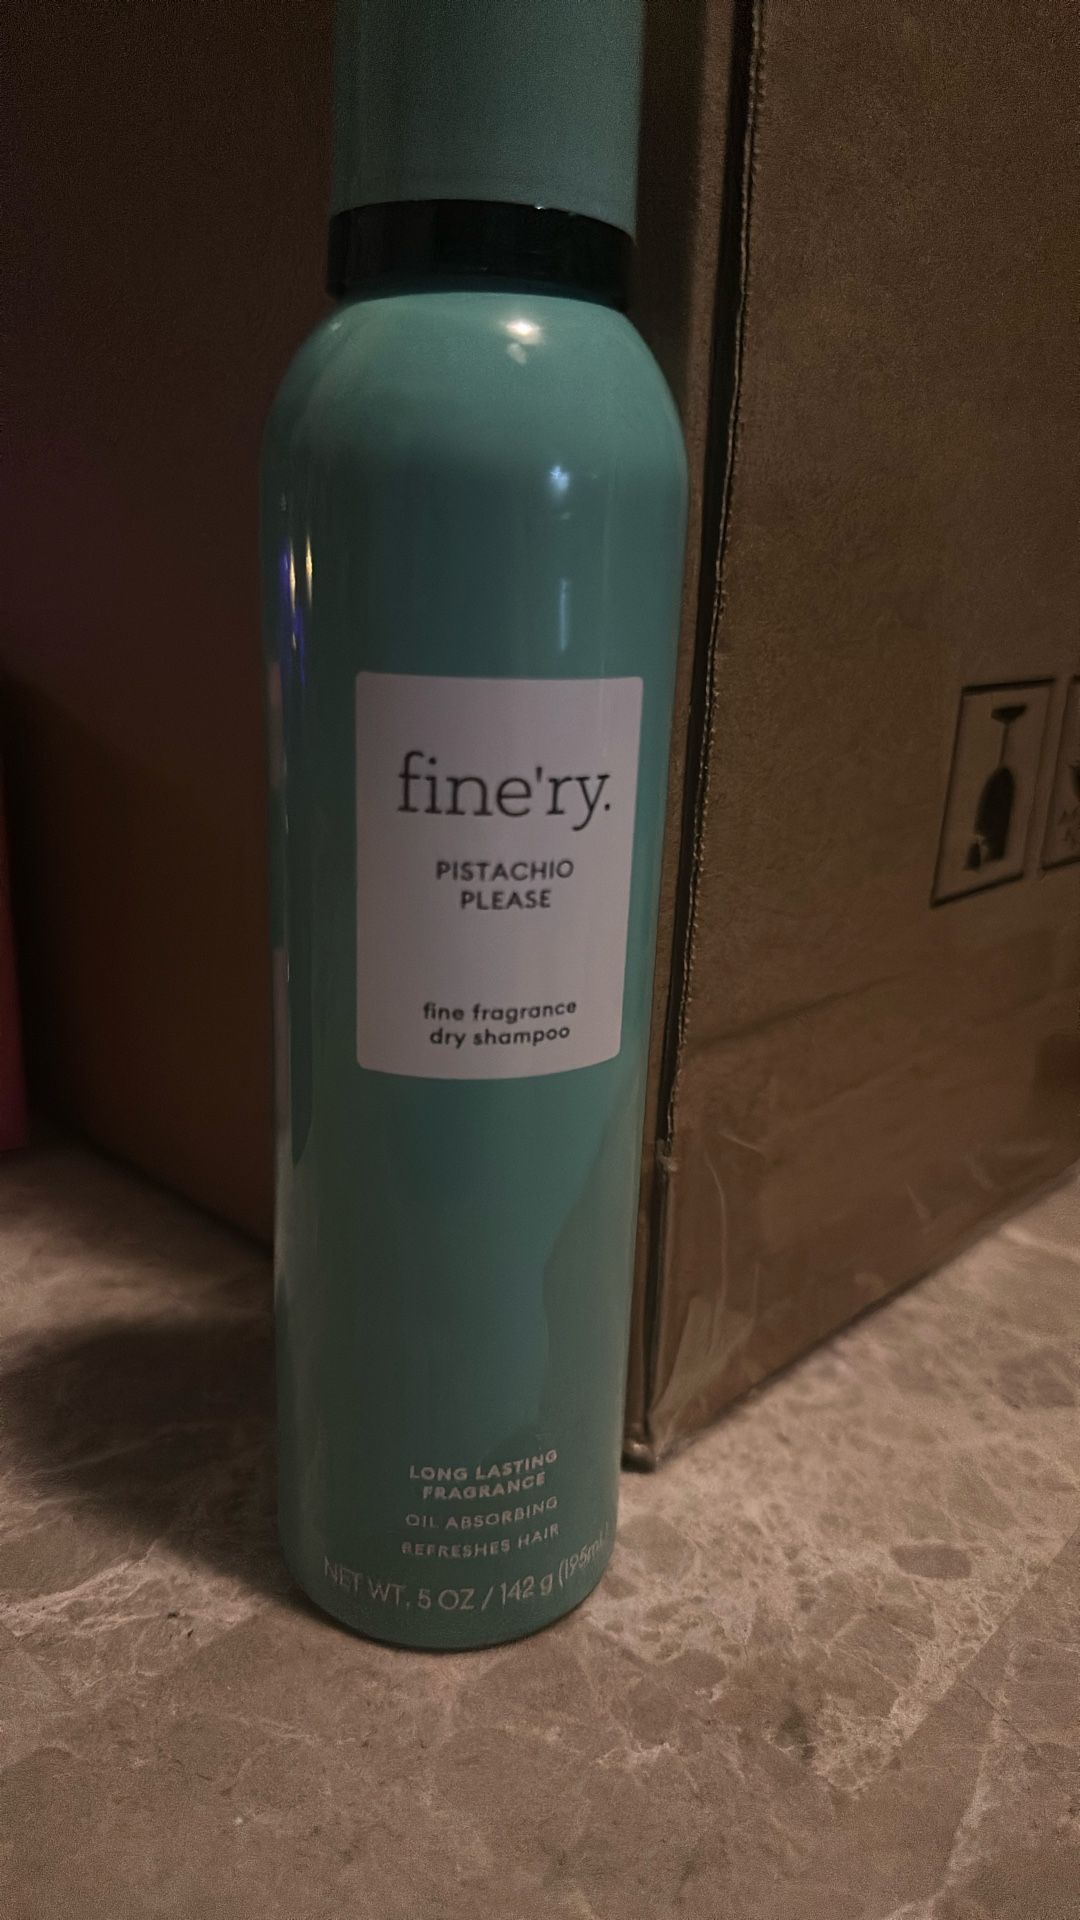 fine'ry.
PISTACHIO
PLEASE
fine fragrance
dry shampoo
LONG LASTING
FRAGRANCE
OIL ABSORBING
REFRESHES HAIR
NET WT. 5 OZ / 142 g (195mL)